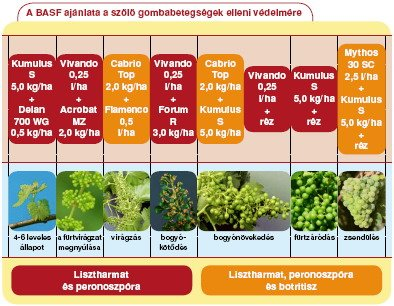 A BASF ajánlata a szőlő gombabetegségek elleni védelmére
Kumulus
S
5,0 kg/ha
+
Delan
700 WG
0,5 kg/ha
Vivando
0,25
l/ha
+
Acrobat
MZ
2,0 kg/ha
Cabrio
Top
2,0 kg/ha
+
Flamenco
0,5
l/ha
Vivando
0,25
l/ha
+
Forum
R
3,0 kg/ha
Cabrio
Top
2,0 kg/ha
+
Kumulus
S
5,0 kg/ha
Vivando
0,25
l/ha
+
réz
Kumulus
S
5,0 kg/ha
+
réz
Mythos
30 SC
2,5 l/ha
+
Kumulus
S
5,0 kg/ha
+
réz
4-6 leveles
állapot
a fürtvirágzat
megnyúlása
virágzás
bogyó-
kötődés
bogyónövekedés
fürtzáródás
zsendülés
Lisztharmat
és peronoszpóra
Lisztharmat, peronoszpóra
és botritisz